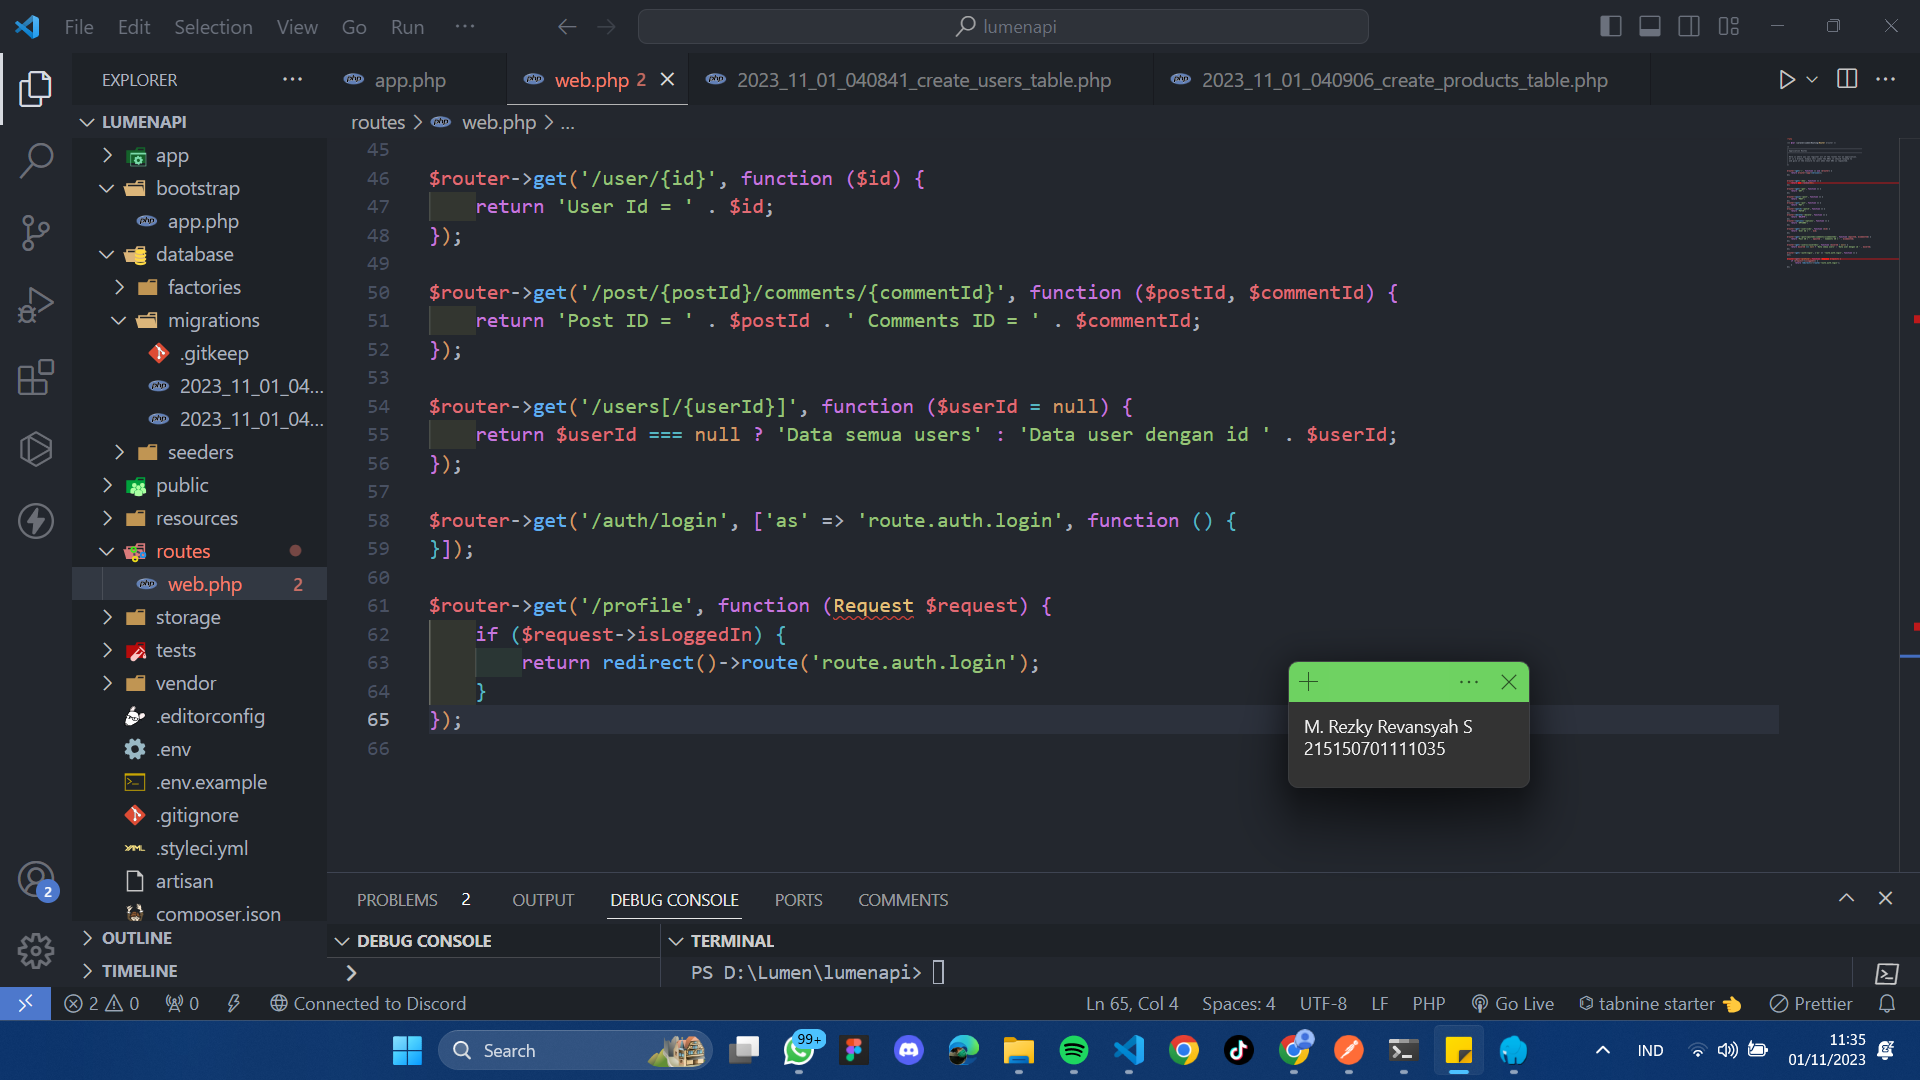 File Edit Selection View Go Run ··· lumenapi
EXPLORER ···
app.php web.php 2 2023_11_01_040841_create_users_table.php 2023_11_01_040906_create_products_table.php
LUMENAPI
app
bootstrap
app.php
database
factories
migrations
.gitkeep
2023_11_01_04...
2023_11_01_04...
seeders
public
resources
routes
web.php 2
storage
tests
vendor
.editorconfig
.env
.env.example
.gitignore
.styleci.yml
artisan
composer.json
OUTLINE
TIMELINE
routes > web.php > ...
45
46 $router->get('/user/{id}', function ($id) {
47 return 'User Id = ' . $id;
48 });
49
50 $router->get('/post/{postId}/comments/{commentId}', function ($postId, $commentId) {
51 return 'Post ID = ' . $postId . ' Comments ID = ' . $commentId;
52 });
53
54 $router->get('/users[/{userId}]', function ($userId = null) {
55 return $userId === null ? 'Data semua users' : 'Data user dengan id ' . $userId;
56 });
57
58 $router->get('/auth/login', ['as' => 'route.auth.login', function () {
59 }]);
60
61 $router->get('/profile', function (Request $request) {
62 if ($request->isLoggedIn) {
63 return redirect()->route('route.auth.login');
64 }
65 });
66
M. Rezky Revansyah S
215150701111035
PROBLEMS 2 OUTPUT DEBUG CONSOLE PORTS COMMENTS
DEBUG CONSOLE
>
TERMINAL
PS D:\Lumen\lumenapi>
2
2 0 0 Connected to Discord Ln 65, Col 4 Spaces: 4 UTF-8 LF PHP Go Live tabnine starter Prettier
Search 99+ IND 11:35
01/11/2023